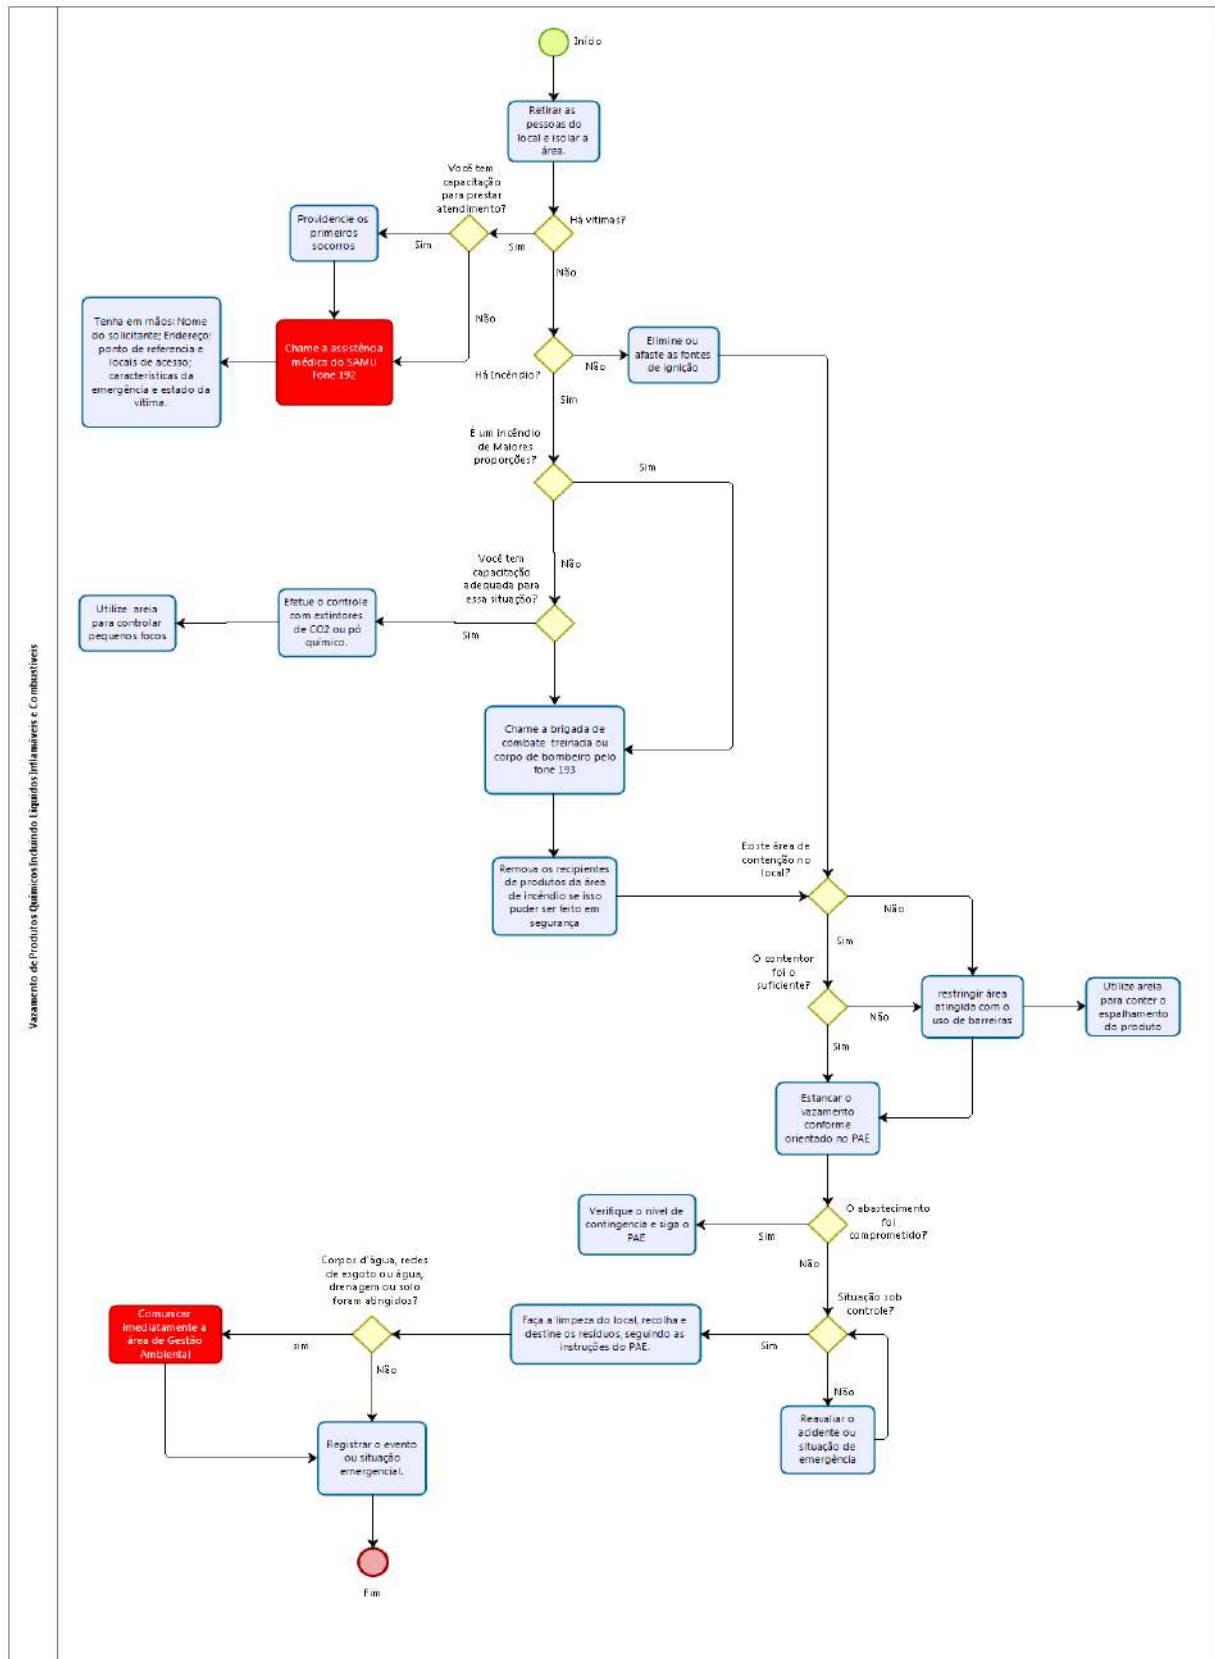 Vazamento de Produtos Químicos Incluindo Líquidos Inflamáveis e Combustíveis
Início
Retirar as
pessoas do
local e isolar a
área.
Você tem
capacitação
para prestar
atendimento?
Há vítimas?
Providencie os
primeiros
socorros
Sim
Sim
Não
Não
Tenha em mãos: Nome
do solicitante; Endereço;
ponto de referencia e
locais de acesso;
características da
emergência e estado da
vítima.
Chame a assistência
médica do SAMU
Fone 192
Há Incêndio?
Não
Elimine ou
afaste as fontes
de ignição
Sim
É um incêndio
de Maiores
proporções?
Sim
Não
Você tem
capacitação
adequada para
essa situação?
Sim
Efetue o controle
com extintores
de CO2 ou pó
químico.
Utilize areia
para controlar
pequenos focos
Chame a brigada de
combate treinada ou
corpo de bombeiro pelo
fone 193
Remova os recipientes
de produtos da área
de incêndio se isso
puder ser feito em
segurança
Existe área de
contenção no
local?
Não
Sim
O contentor
foi o
suficiente?
Não
Sim
restringir área
atingida com o
uso de barreiras
Utilize areia
para conter o
espalhamento
do produto
Estancar o
vazamento
conforme
orientado no PAE
O abastecimento
foi
comprometido?
Sim
Verifique o nível de
contingencia e siga o
PAE
Não
Situação sob
controle?
Sim
Não
Reavaliar o
acidente ou
situação de
emergência
Faça a limpeza do local, recolha e
destine os resíduos, seguindo as
instruções do PAE.
Corpos d'água, redes
de esgoto ou água,
drenagem ou solo
foram atingidos?
sim
Não
Comunicar
imediatamente a
área de Gestão
Ambiental
Registrar o evento
ou situação
emergencial.
Fim